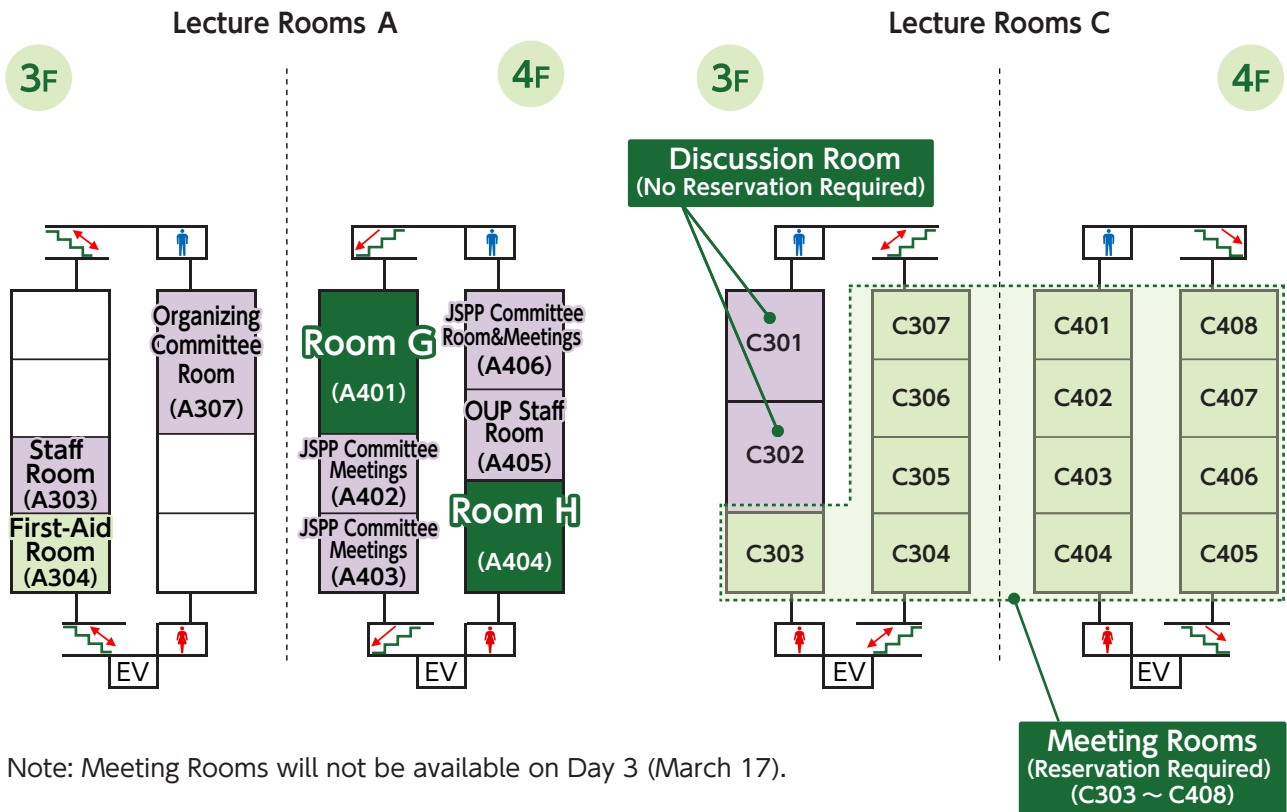 Lecture Rooms A
3F
4F
Organizing
Committee
Room
(A307)
Staff
Room
(A303)
First-Aid
Room
(A304)
EV
Room G
(A401)
JSPP Committee
Meetings
(A402)
JSPP Committee
Meetings
(A403)
JSPP Committee
Room&Meetings
(A406)
OUP Staff
Room
(A405)
Room H
(A404)
EV
Lecture Rooms C
3F
4F
Discussion Room
(No Reservation Required)
C301
C302
C303
C307
C306
C305
C304
EV
C401
C402
C403
C404
C408
C407
C406
C405
EV
Meeting Rooms
(Reservation Required)
(C303 ～ C408)
Note: Meeting Rooms will not be available on Day 3 (March 17).